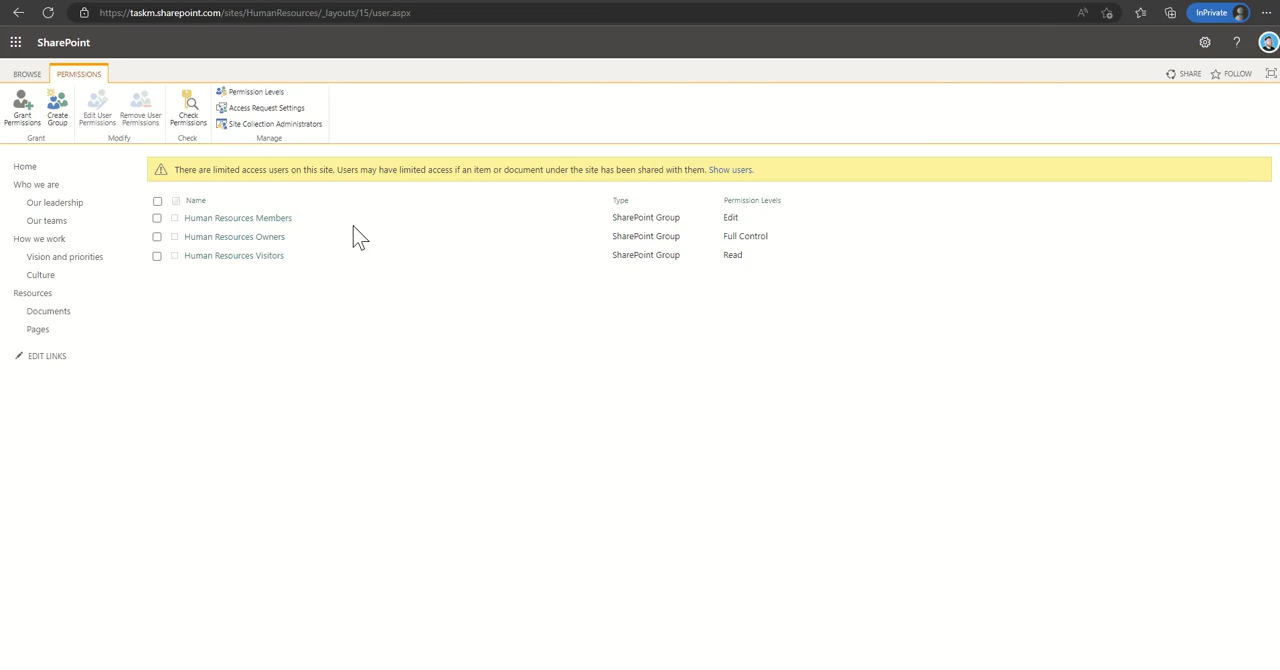 https://taskm.sharepoint.com/sites/HumanResources/_layouts/15/user.aspx
InPrivate
SharePoint
BROWSE
PERMISSIONS
SHARE
FOLLOW
Grant Permissions
Create Group
Grant
Edit User Permissions
Remove User Permissions
Modify
Check Permissions
Check
Permission Levels
Access Request Settings
Site Collection Administrators
Manage
Home
Who we are
Our leadership
Our teams
How we work
Vision and priorities
Culture
Resources
Documents
Pages
EDIT LINKS
There are limited access users on this site. Users may have limited access if an item or document under the site has been shared with them. Show users.
Name Type Permission Levels
Human Resources Members SharePoint Group Edit
Human Resources Owners SharePoint Group Full Control
Human Resources Visitors SharePoint Group Read